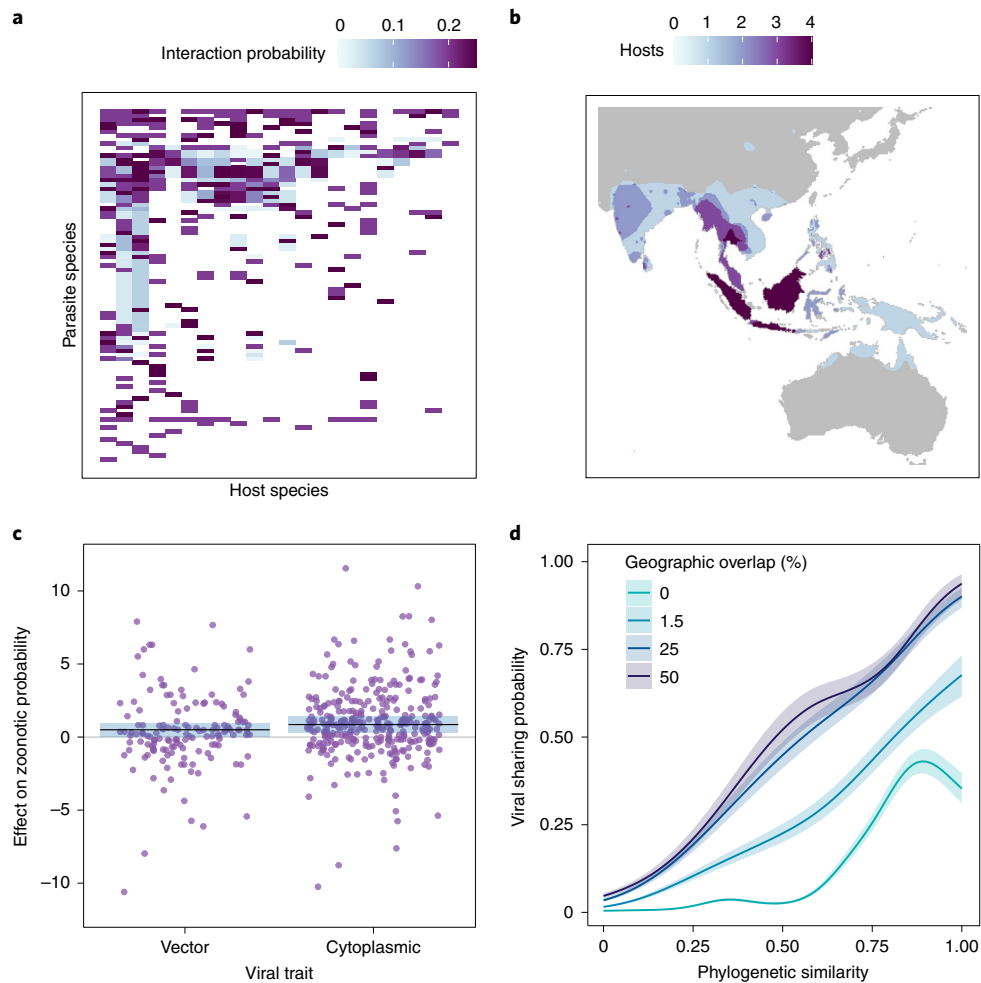 a
0 0.1 0.2
Interaction probability
Parasite species
Host species
b
0 1 2 3 4
Hosts
c
10
5
0
−5
−10
Effect on zoonotic probability
Vector Cytoplasmic
Viral trait
d
Geographic overlap (%)
0
1.5
25
50
1.00
0.75
0.50
0.25
0
Viral sharing probability
0 0.25 0.50 0.75 1.00
Phylogenetic similarity